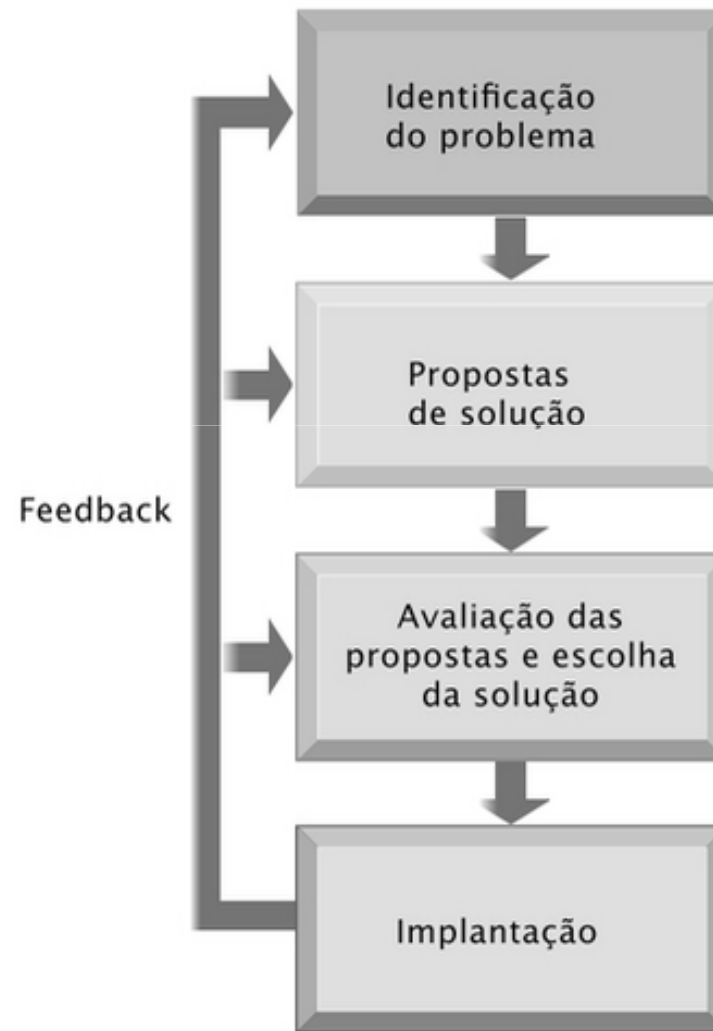 Identificação
do problema
Propostas
de solução
Feedback
Avaliação das
propostas e escolha
da solução
Implantação